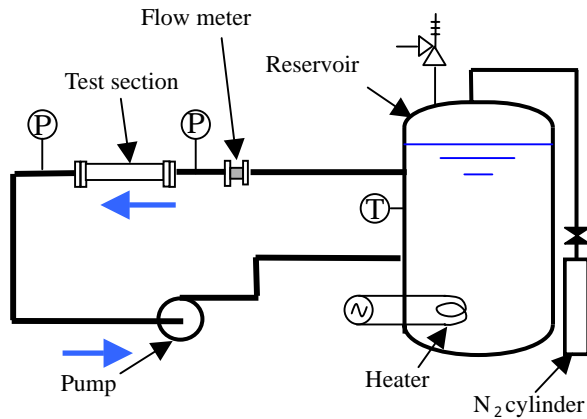 Flow meter
Reservoir
Test section
P
P
T
Pump
Heater
N₂ cylinder